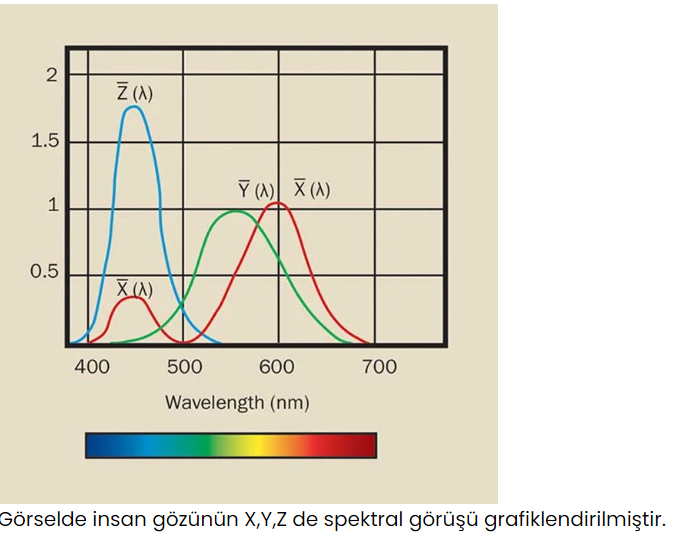 2
Z̅ (λ)
1.5
Y̅ (λ) X̅ (λ)
1
0.5
X̅ (λ)
400 500 600 700
Wavelength (nm)
Görselde insan gözünün X,Y,Z de spektral görüşü grafiklendirilmiştir.